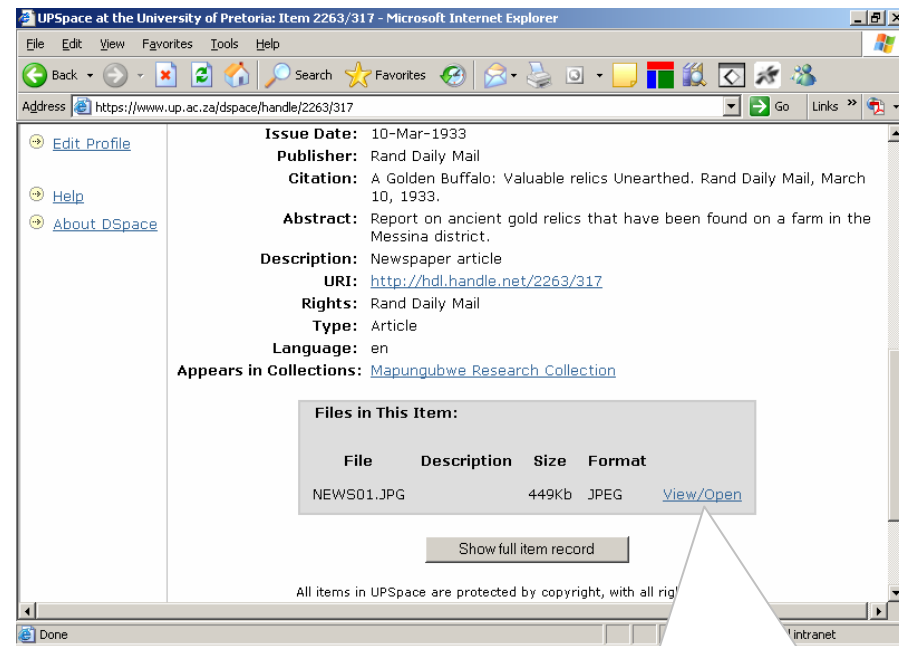 UPSpace at the University of Pretoria: Item 2263/317 - Microsoft Internet Explorer
File Edit View Favorites Tools Help
Back Search Favorites
Address https://www.up.ac.za/dspace/handle/2263/317 Go Links »
Edit Profile
Help
About DSpace
Issue Date: 10-Mar-1933
Publisher: Rand Daily Mail
Citation: A Golden Buffalo: Valuable relics Unearthed. Rand Daily Mail, March
10, 1933.
Abstract: Report on ancient gold relics that have been found on a farm in the
Messina district.
Description: Newspaper article
URI: http://hdl.handle.net/2263/317
Rights: Rand Daily Mail
Type: Article
Language: en
Appears in Collections: Mapungubwe Research Collection
Files in This Item:
File Description Size Format
NEWS01.JPG 449Kb JPEG View/Open
Show full item record
All items in UPSpace are protected by copyright, with all
Done intranet